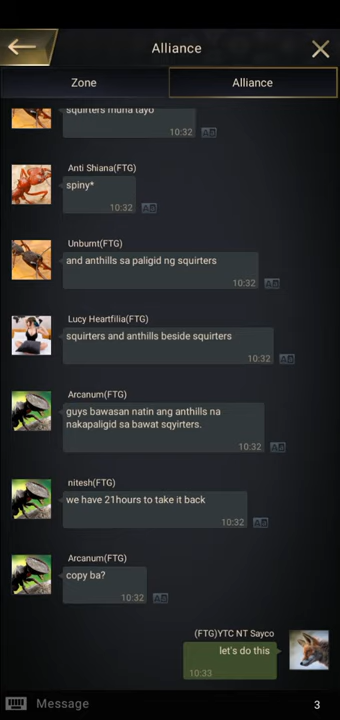 Alliance
Zone
Alliance
squirters muna tayo
10:32
Anti Shiana(FTG)
spiny*
10:32
Unburnt(FTG)
and anthills sa paligid ng squirters
10:32
Lucy Heartfilia(FTG)
squirters and anthills beside squirters
10:32
Arcanum(FTG)
guys bawasan natin ang anthills na
nakapaligid sa bawat sqyirters.
10:32
nitesh(FTG)
we have 21hours to take it back
10:32
Arcanum(FTG)
copy ba?
10:32
(FTG)YTC NT Sayco
let's do this
10:33
Message
3